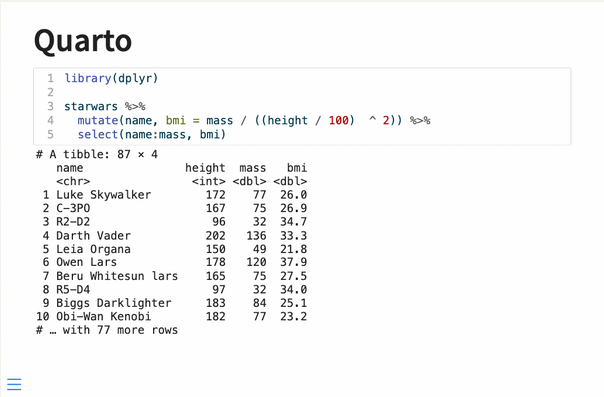 Quarto
1 library(dplyr)
2
3 starwars %>%
4   mutate(name, bmi = mass / ((height / 100)  ^ 2)) %>%
5   select(name:mass, bmi)
# A tibble: 87 × 4
   name               height  mass   bmi
   <chr>               <int> <dbl> <dbl>
 1 Luke Skywalker        172    77  26.0
 2 C-3PO                 167    75  26.9
 3 R2-D2                  96    32  34.7
 4 Darth Vader           202   136  33.3
 5 Leia Organa           150    49  21.8
 6 Owen Lars             178   120  37.9
 7 Beru Whitesun lars    165    75  27.5
 8 R5-D4                  97    32  34.0
 9 Biggs Darklighter     183    84  25.1
10 Obi-Wan Kenobi        182    77  23.2
# … with 77 more rows